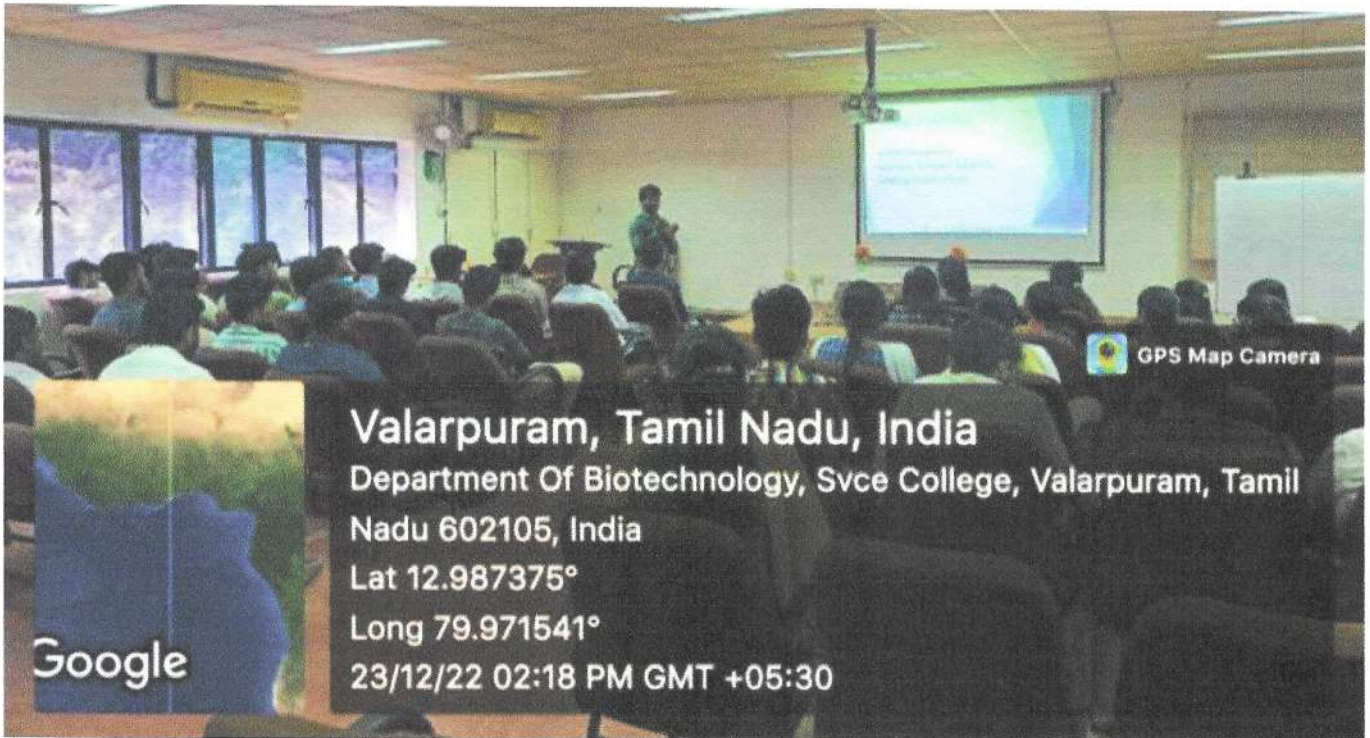 GPS Map Camera
Valarpuram, Tamil Nadu, India
Department Of Biotechnology, Svce College, Valarpuram, Tamil
Nadu 602105, India
Lat 12.987375°
Long 79.971541°
23/12/22 02:18 PM GMT +05:30
Google